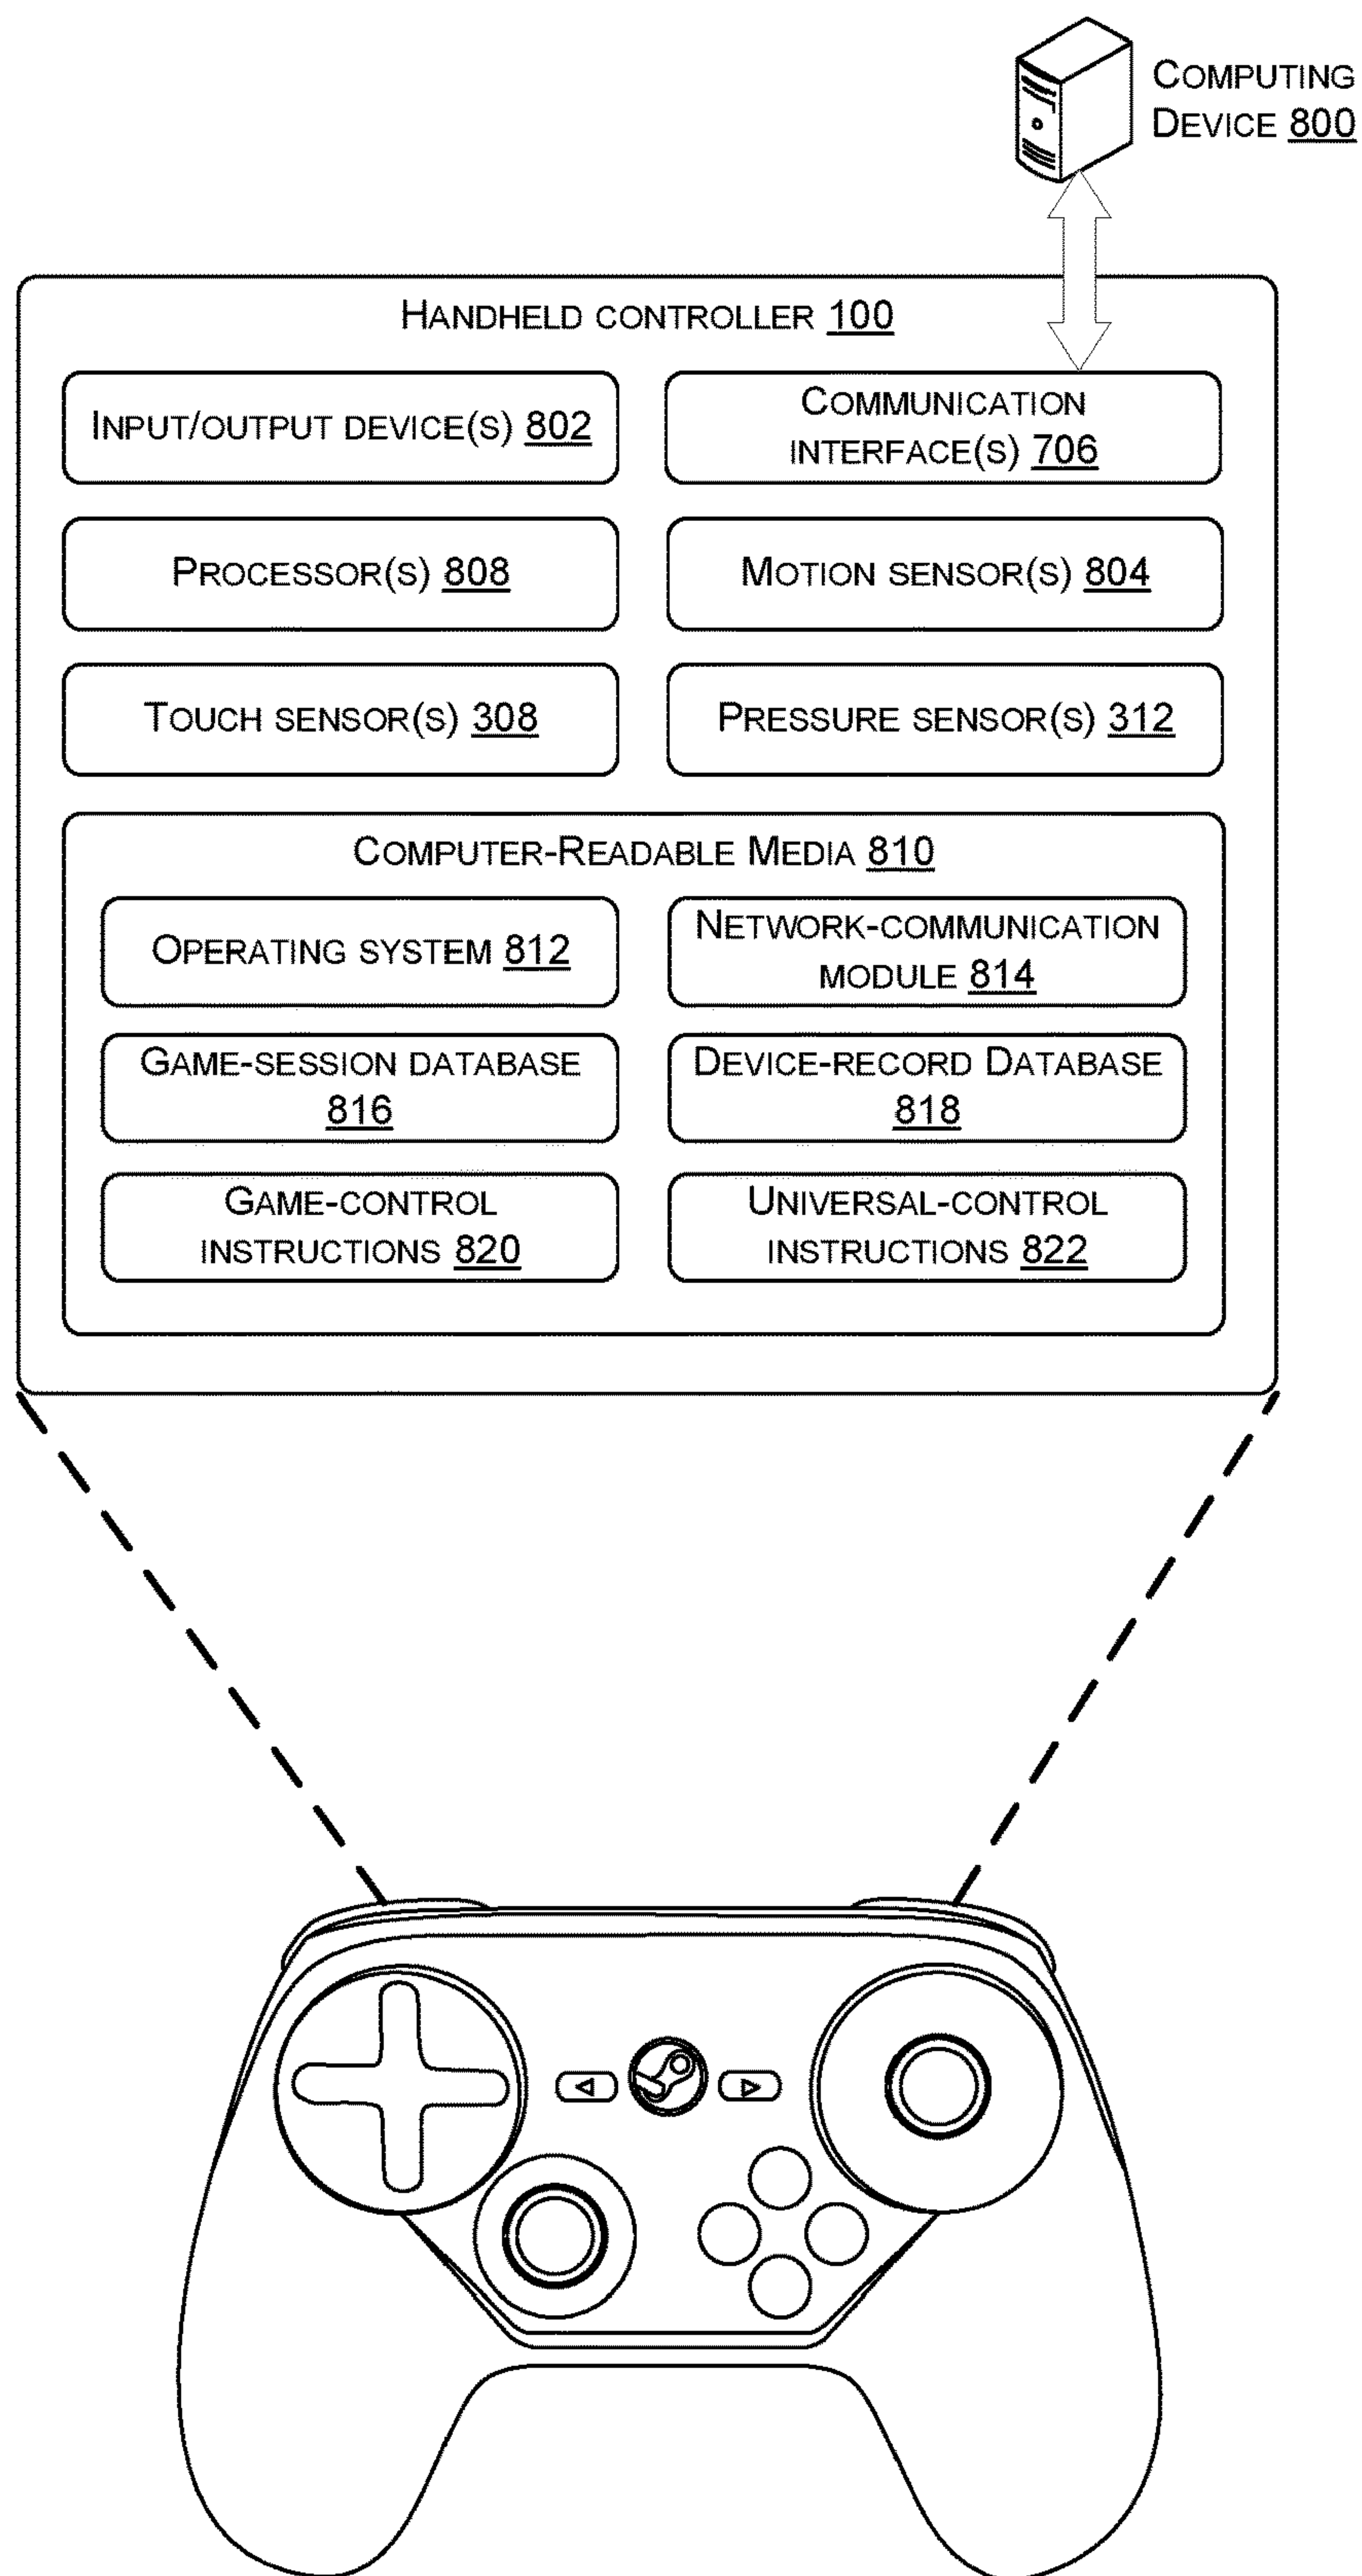 COMPUTING
DEVICE 800
HANDHELD CONTROLLER 100
INPUT/OUTPUT DEVICE(S) 802
COMMUNICATION
INTERFACE(S) 706
PROCESSOR(S) 808
MOTION SENSOR(S) 804
TOUCH SENSOR(S) 308
PRESSURE SENSOR(S) 312
COMPUTER-READABLE MEDIA 810
OPERATING SYSTEM 812
NETWORK-COMMUNICATION
MODULE 814
GAME-SESSION DATABASE
816
DEVICE-RECORD DATABASE
818
GAME-CONTROL
INSTRUCTIONS 820
UNIVERSAL-CONTROL
INSTRUCTIONS 822